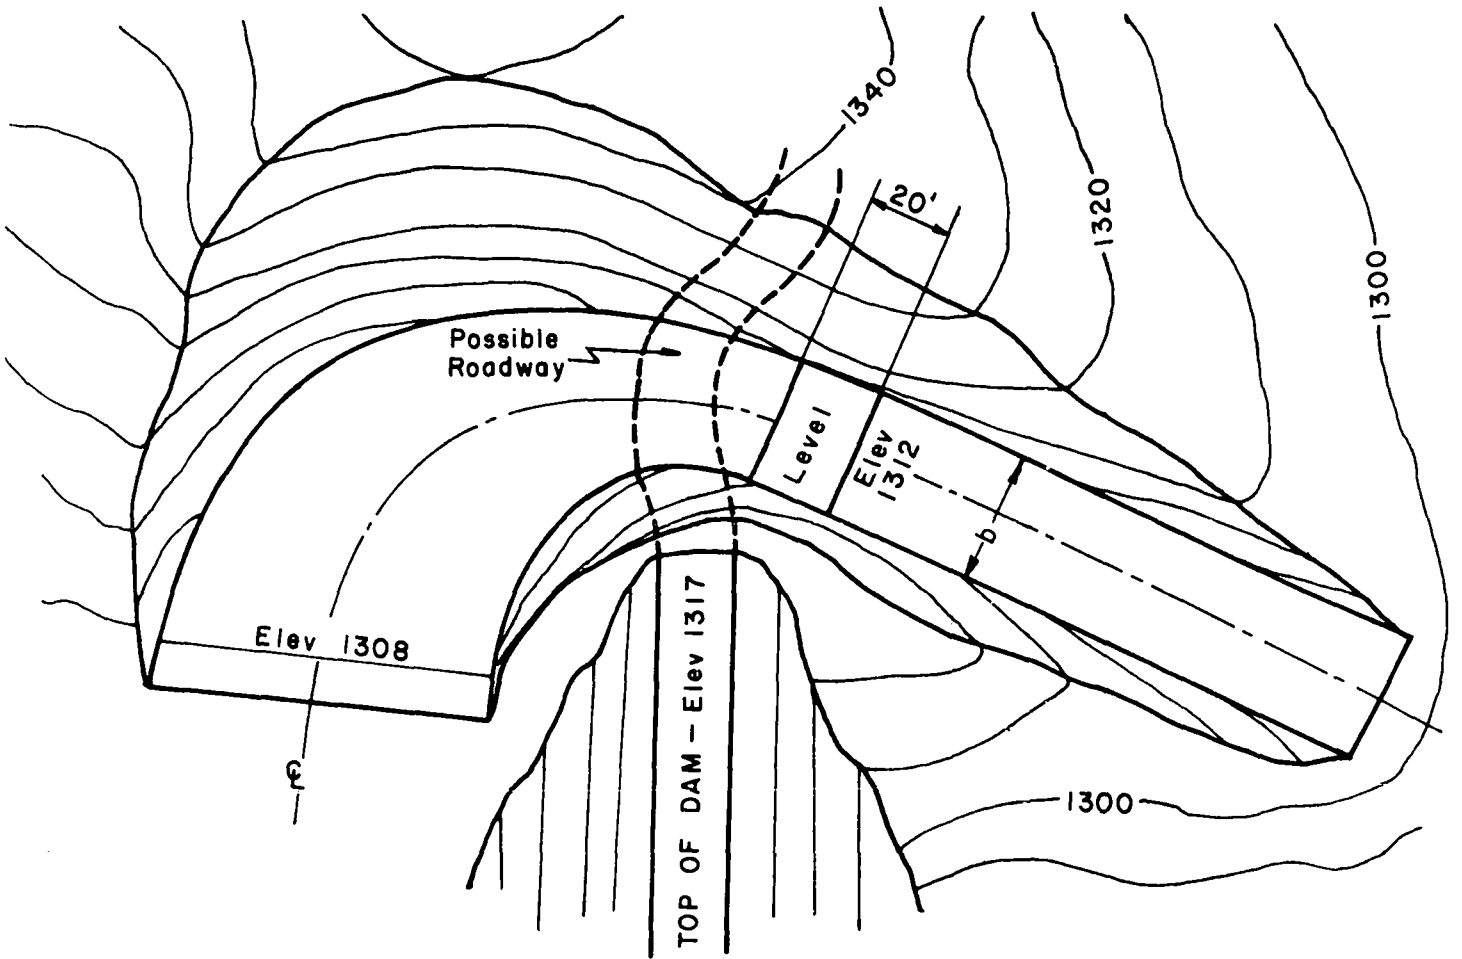 1340
20'
1320
1300
Possible
Roadway
Level
Elev
1312
b
Elev 1308
TOP OF DAM – Elev 1317
℄
1300